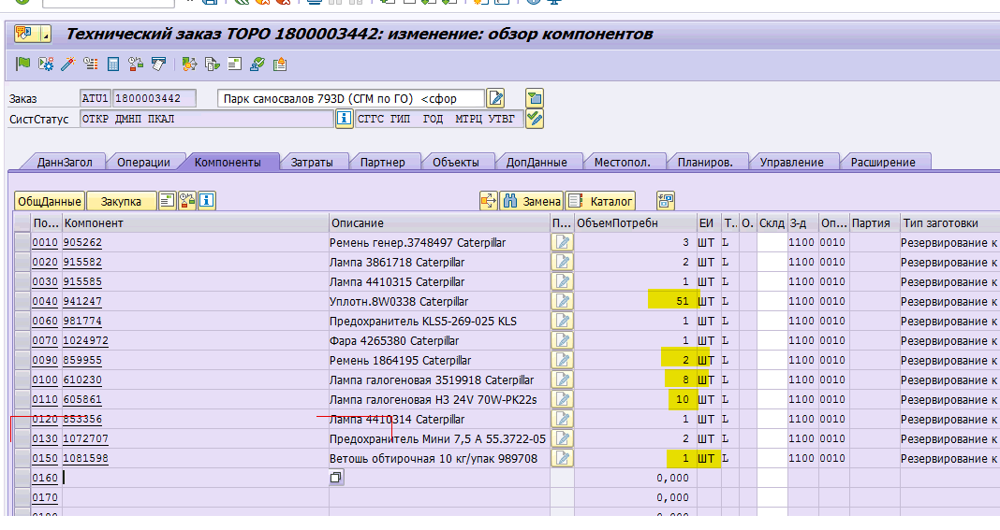 Технический заказ ТОРО 1800003442: изменение: обзор компонентов
Заказ ATU1 1800003442 Парк самосвалов 793D (СГМ по ГО) <сфор
СистСтатус ОТКР ДМНП ПКАЛ СГГС ГИП ГОД МТРЦ УТВГ
ДаннЗагол Операции Компоненты Затраты Партнер Объекты ДопДанные Местопол. Планиров. Управление Расширение
ОбщДанные Закупка Замена Каталог
По... Компонент Описание П... ОбъемПотребн ЕИ Т.. О. Склд З-д Оп... Партия Тип заготовки
0010 905262 Ремень генер.3748497 Caterpillar 3 ШТ L 1100 0010 Резервирование к
0020 915582 Лампа 3861718 Caterpillar 2 ШТ L 1100 0010 Резервирование к
0030 915585 Лампа 4410315 Caterpillar 1 ШТ L 1100 0010 Резервирование к
0040 941247 Уплотн.8W0338 Caterpillar 51 ШТ L 1100 0010 Резервирование к
0060 981774 Предохранитель KLS5-269-025 KLS 1 ШТ L 1100 0010 Резервирование к
0070 1024972 Фара 4265380 Caterpillar 1 ШТ L 1100 0010 Резервирование к
0090 859955 Ремень 1864195 Caterpillar 2 ШТ L 1100 0010 Резервирование к
0100 610230 Лампа галогеновая 3519918 Caterpillar 8 ШТ L 1100 0010 Резервирование к
0110 605861 Лампа галогеновая H3 24V 70W-PK22s 10 ШТ L 1100 0010 Резервирование к
0120 853356 Лампа 4410314 Caterpillar 1 ШТ L 1100 0010 Резервирование к
0130 1072707 Предохранитель Мини 7,5 А 55.3722-05 2 ШТ L 1100 0010 Резервирование к
0150 1081598 Ветошь обтирочная 10 кг/упак 989708 1 ШТ L 1100 0010 Резервирование к
0160 0,000
0170 0,000